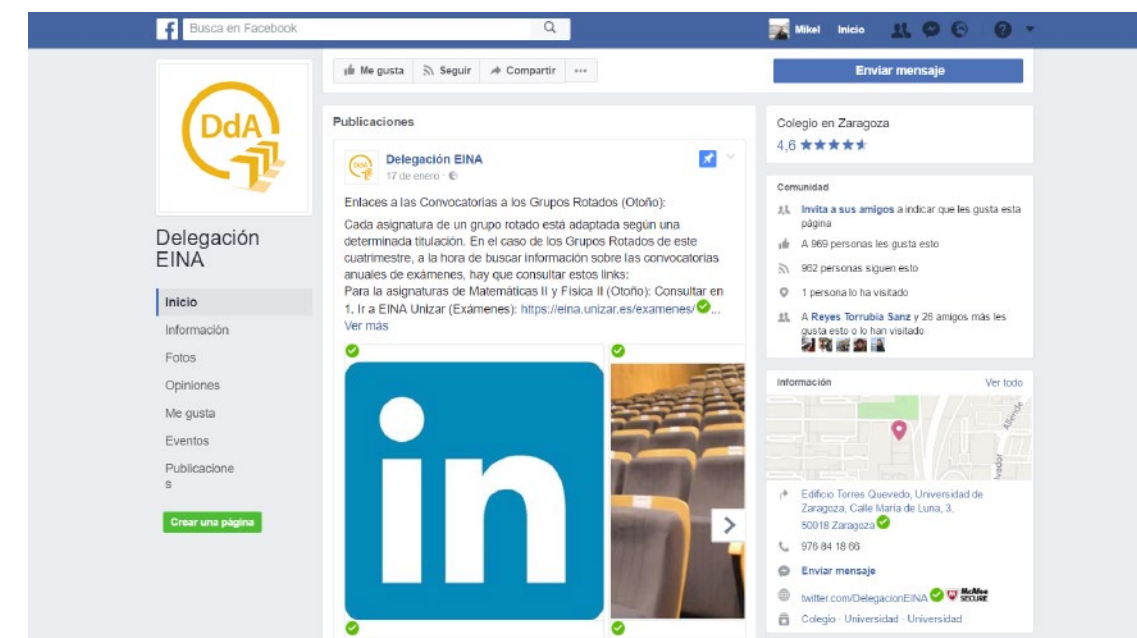 Busca en Facebook
Mikel Inicio
DdA
Delegación
EINA
Inicio
Información
Fotos
Opiniones
Me gusta
Eventos
Publicacione
s
Crear una página
Me gusta Seguir Compartir ...
Publicaciones
DdA
Delegación EINA
17 de enero ·
Enlaces a las Convocatorias a los Grupos Rotados (Otoño):
Cada asignatura de un grupo rotado está adaptada según una
determinada titulación. En el caso de los Grupos Rotados de este
cuatrimestre, a la hora de buscar información sobre las convocatorias
anuales de exámenes, hay que consultar estos links:
Para la asignaturas de Matemáticas II y Física II (Otoño): Consultar en
1. Ir a EINA Unizar (Exámenes): https://eina.unizar.es/examenes/ ...
Ver más
in
Enviar mensaje
Colegio en Zaragoza
4,6 ★★★★★
Comunidad
Invita a sus amigos a indicar que les gusta esta
página
A 969 personas les gusta esto
962 personas siguen esto
1 persona lo ha visitado
A Reyes Torrubia Sanz y 26 amigos más les
gusta esto o lo han visitado
Información Ver todo
Allende
lvador
Edificio Torres Quevedo, Universidad de
Zaragoza, Calle María de Luna, 3,
50018 Zaragoza
976 84 18 66
Enviar mensaje
twitter.com/DelegacionEINA McAfee SECURE
Colegio · Universidad · Universidad